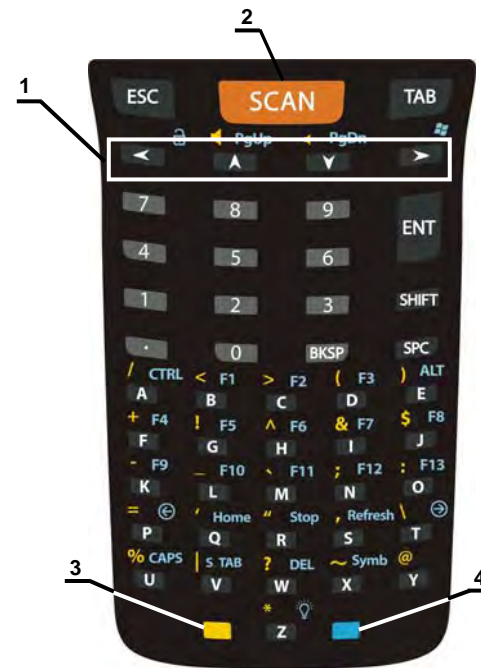 2
1
ESC SCAN TAB
PgUp PgDn
7 8 9
ENT
4 5 6
1 2 3 SHIFT
. 0 BKSP SPC
/ CTRL < F1 > F2 ( F3 ) ALT
A B C D E
+ F4 ! F5 ^ F6 & F7 $ F8
F G H I J
- F9 _ F10 ` F11 ; F12 : F13
K L M N O
= ' Home " Stop , Refresh \
P Q R S T
% CAPS | S TAB ? DEL ~ Symb @
U V W X Y
3 4
*
Z